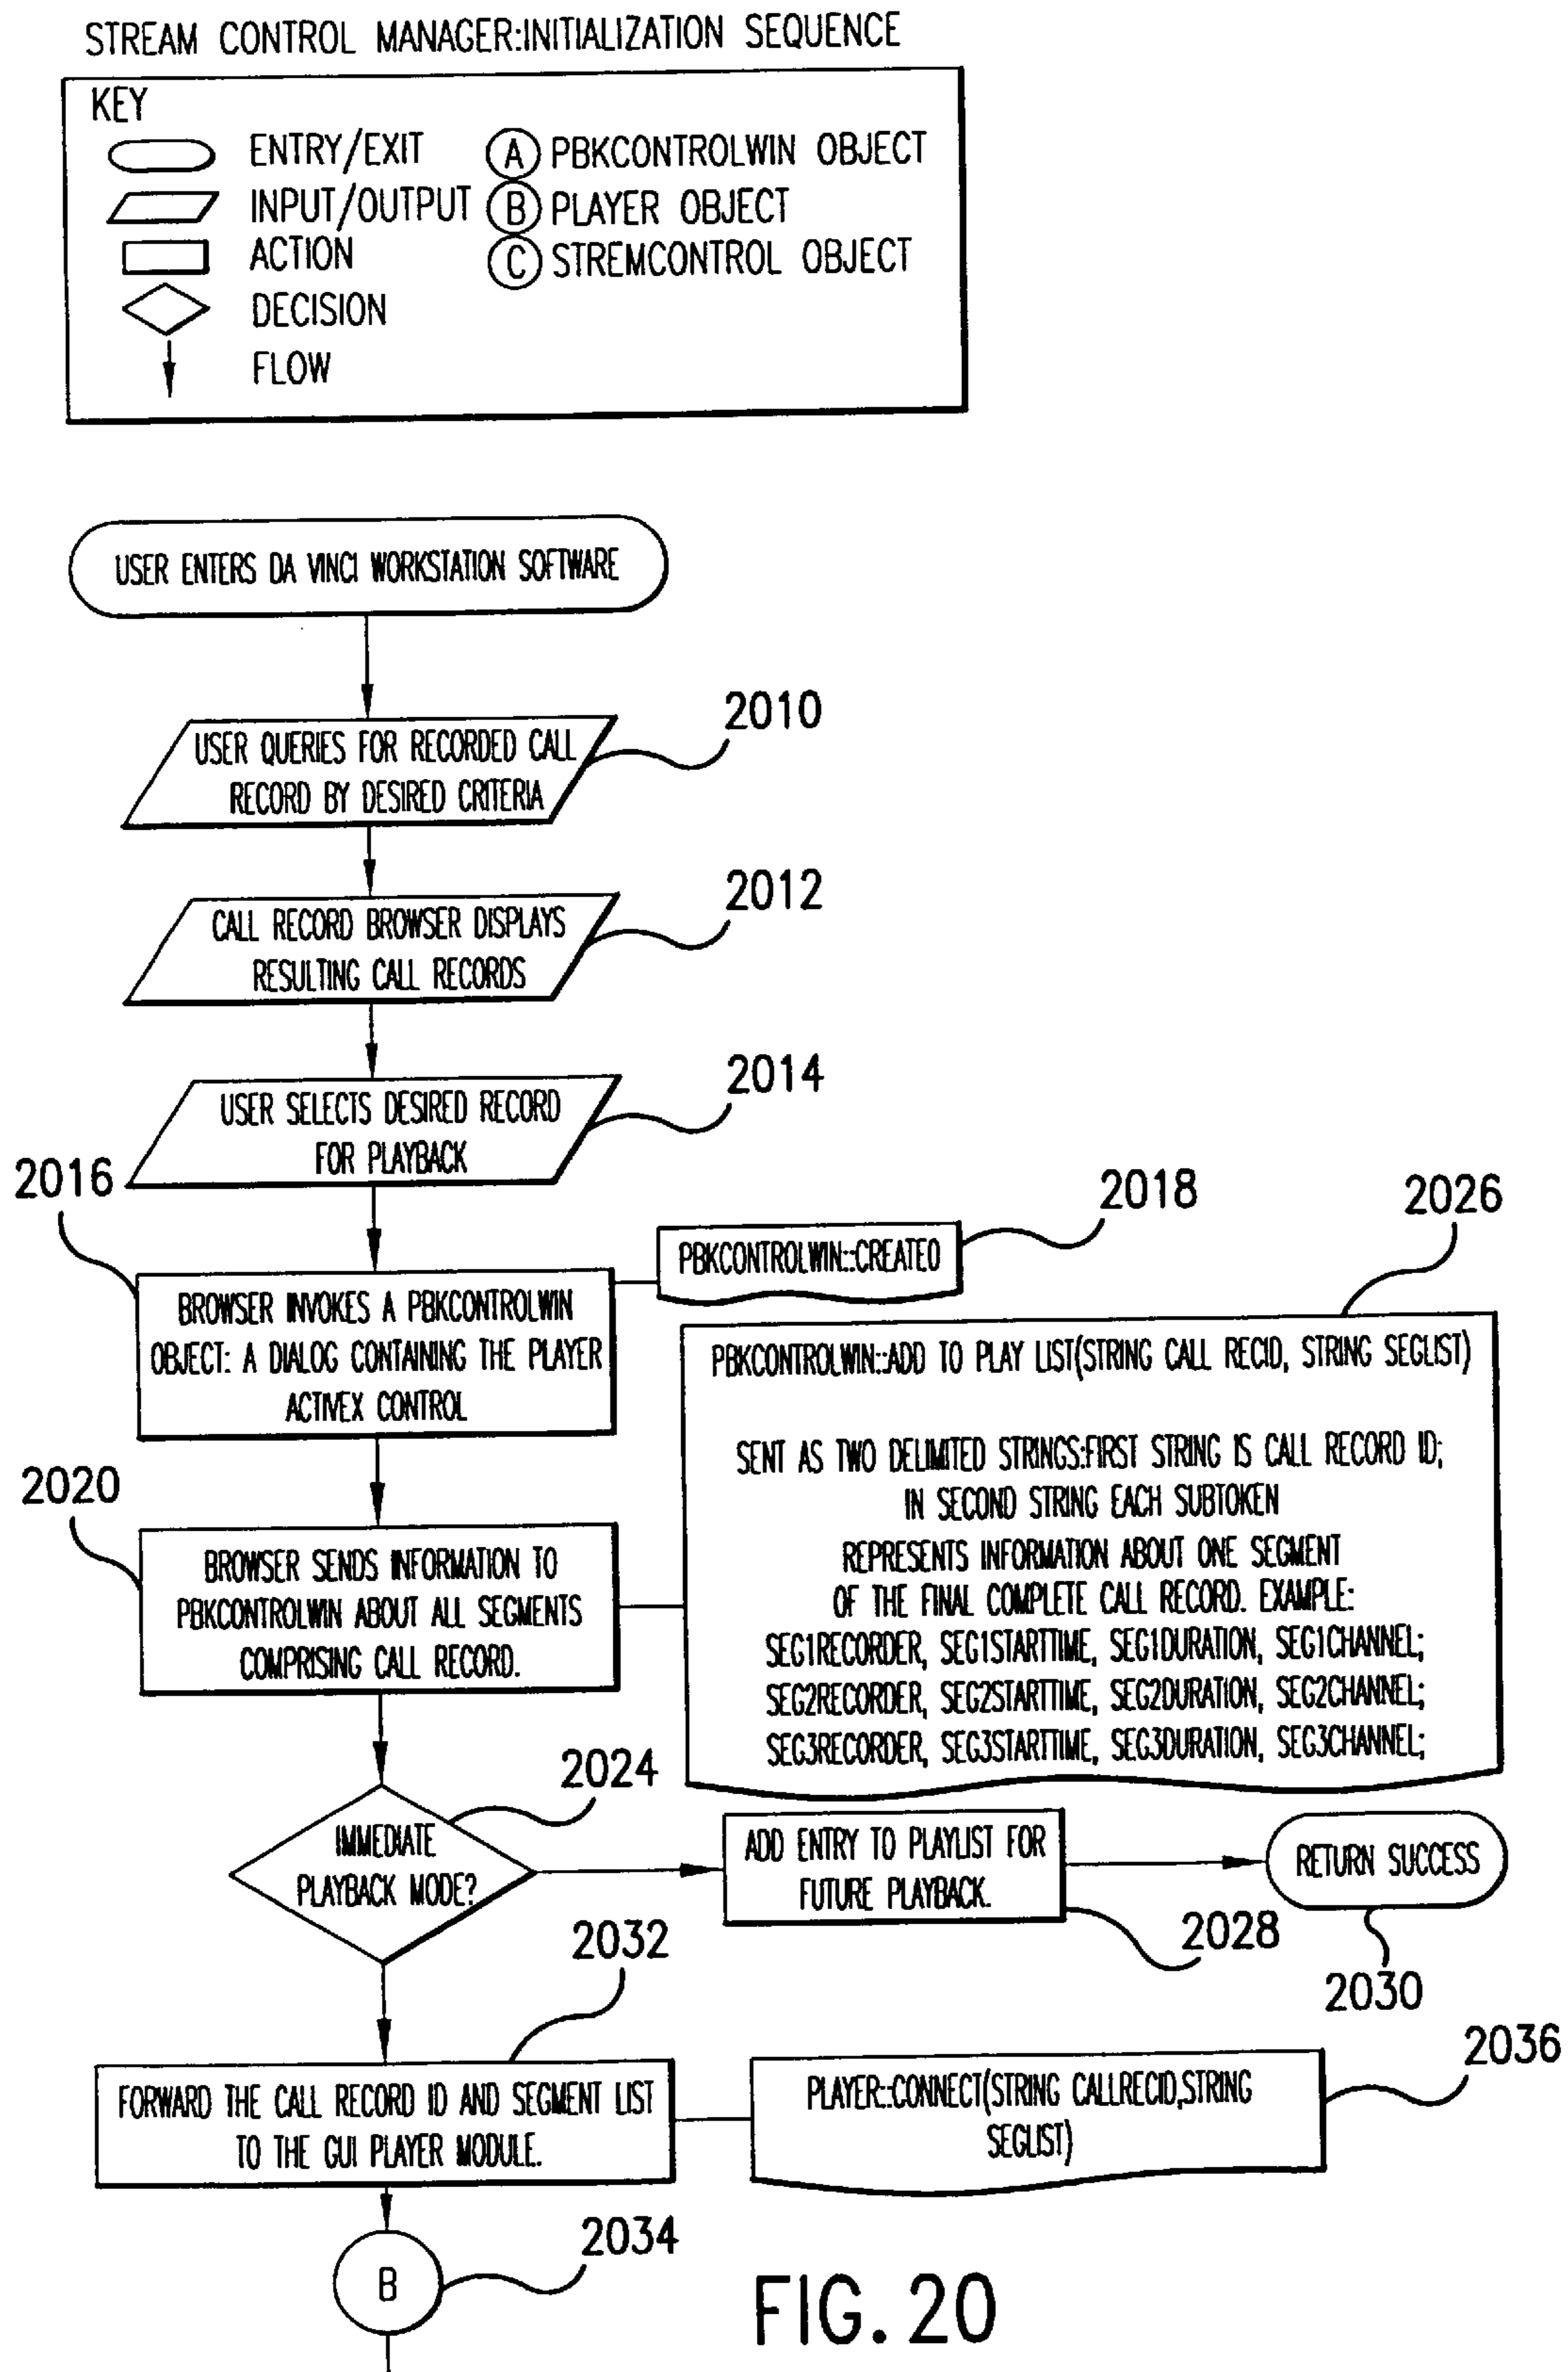 STREAM CONTROL MANAGER:INITIALIZATION SEQUENCE
KEY
ENTRY/EXIT
INPUT/OUTPUT
ACTION
DECISION
FLOW
A PBKCONTROLWIN OBJECT
B PLAYER OBJECT
C STREMCONTROL OBJECT
USER ENTERS DA VINCI WORKSTATION SOFTWARE
2010
USER QUERIES FOR RECORDED CALL
RECORD BY DESIRED CRITERIA
2012
CALL RECORD BROWSER DISPLAYS
RESULTING CALL RECORDS
2014
USER SELECTS DESIRED RECORD
FOR PLAYBACK
2016
BROWSER INVOKES A PBKCONTROLWIN
OBJECT: A DIALOG CONTAINING THE PLAYER
ACTIVEX CONTROL
2018
PBKCONTROLWIN::CREATED
2020
BROWSER SENDS INFORMATION TO
PBKCONTROLWIN ABOUT ALL SEGMENTS
COMPRISING CALL RECORD.
2026
PBKCONTROLWIN::ADD TO PLAY LIST(STRING CALL RECID, STRING SEGLIST)
SENT AS TWO DELIMITED STRINGS:FIRST STRING IS CALL RECORD ID;
IN SECOND STRING EACH SUBTOKEN
REPRESENTS INFORMATION ABOUT ONE SEGMENT
OF THE FINAL COMPLETE CALL RECORD. EXAMPLE:
SEG1RECORDER, SEG1STARTTIME, SEG1DURATION, SEG1CHANNEL;
SEG2RECORDER, SEG2STARTTIME, SEG2DURATION, SEG2CHANNEL;
SEG3RECORDER, SEG3STARTTIME, SEG3DURATION, SEG3CHANNEL;
2024
IMMEDIATE
PLAYBACK MODE?
ADD ENTRY TO PLAYLIST FOR
FUTURE PLAYBACK.
2028
RETURN SUCCESS
2030
2032
FORWARD THE CALL RECORD ID AND SEGMENT LIST
TO THE GUI PLAYER MODULE.
2036
PLAYER::CONNECT(STRING CALLRECID,STRING
SEGLIST)
B
2034
FIG. 20